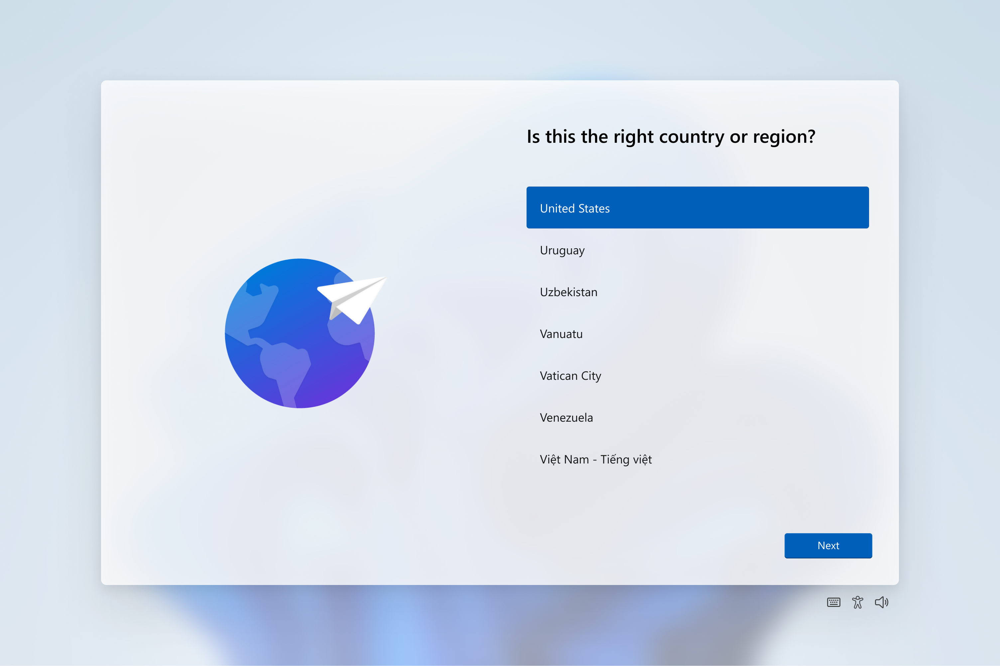 Is this the right country or region?
United States
Uruguay
Uzbekistan
Vanuatu
Vatican City
Venezuela
Việt Nam - Tiếng việt
Next